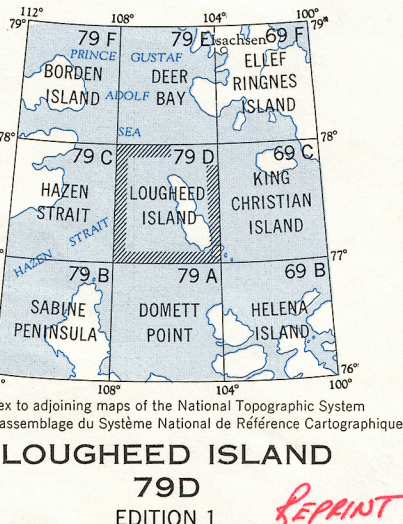 112°
108°
104°
100°
79°
79°
79 F
79 E
Isachsen
69 F
PRINCE GUSTAF
ADOLF
SEA
BORDEN
ISLAND
DEER
BAY
ELLEF
RINGNES
ISLAND
78°
78°
79 C
79 D
69 C
HAZEN
STRAIT
LOUGHEED
ISLAND
KING
CHRISTIAN
ISLAND
HAZEN STRAIT
77°
79 B
79 A
69 B
SABINE
PENINSULA
DOMETT
POINT
HELENA
ISLAND
76°
108°
104°
100°
ex to adjoining maps of the National Topographic System
assemblage du Système National de Référence Cartographique
LOUGHEED ISLAND
79D
EDITION 1
REPRINT